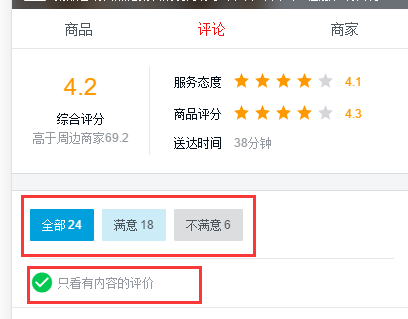 商品 评论 商家
4.2
综合评分
高于周边商家69.2
服务态度 4.1
商品评分 4.3
送达时间 38分钟
全部 24 满意 18 不满意 6
只看有内容的评价